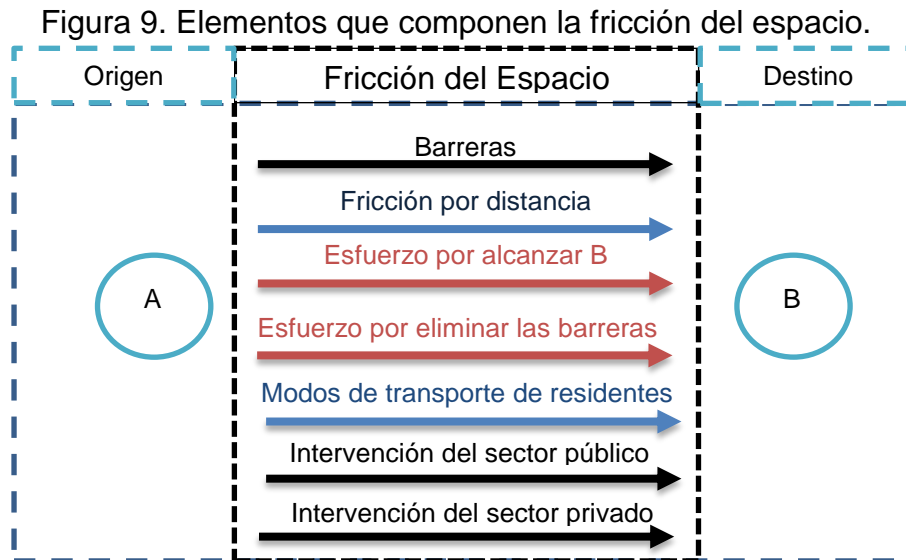 Figura 9. Elementos que componen la fricción del espacio.
Origen
Fricción del Espacio
Destino
Barreras
Fricción por distancia
Esfuerzo por alcanzar B
A
B
Esfuerzo por eliminar las barreras
Modos de transporte de residentes
Intervención del sector público
Intervención del sector privado